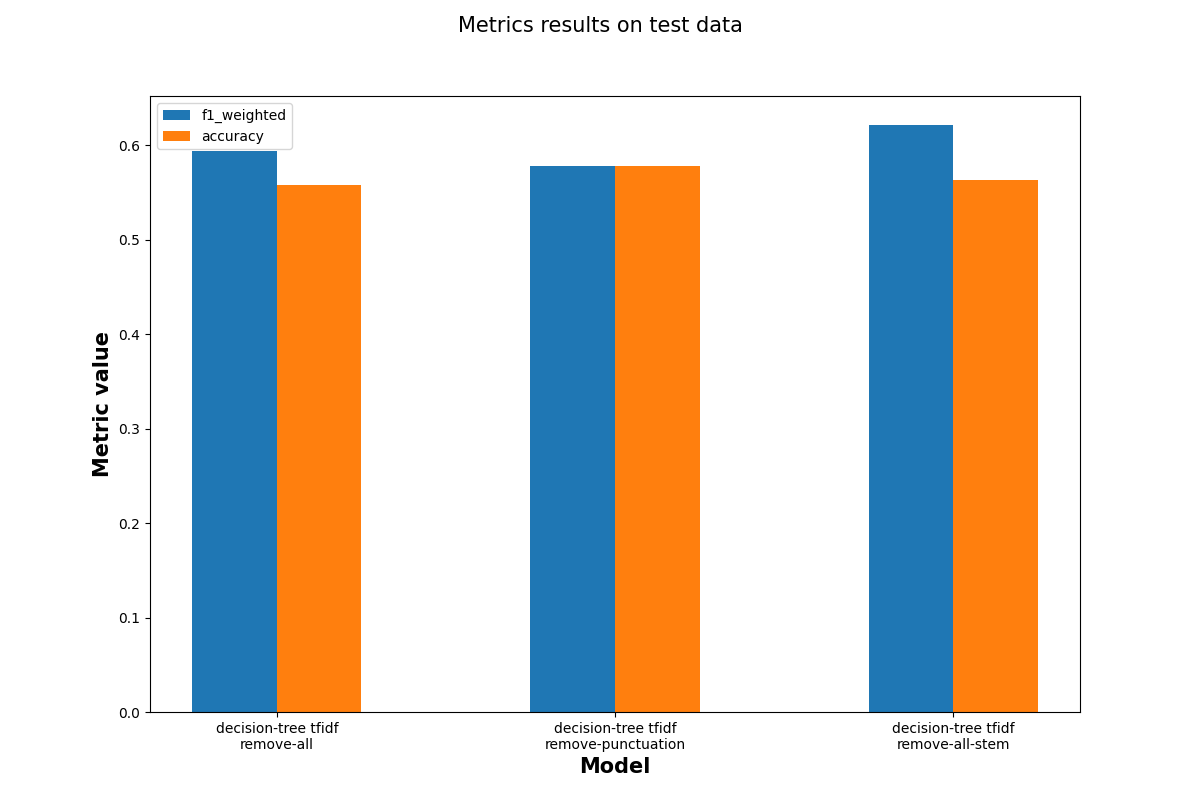 Metrics results on test data
f1_weighted
accuracy
0.6
0.5
0.4
0.3
0.2
0.1
0.0
Metric value
decision-tree tfidf
remove-all
decision-tree tfidf
remove-punctuation
decision-tree tfidf
remove-all-stem
Model